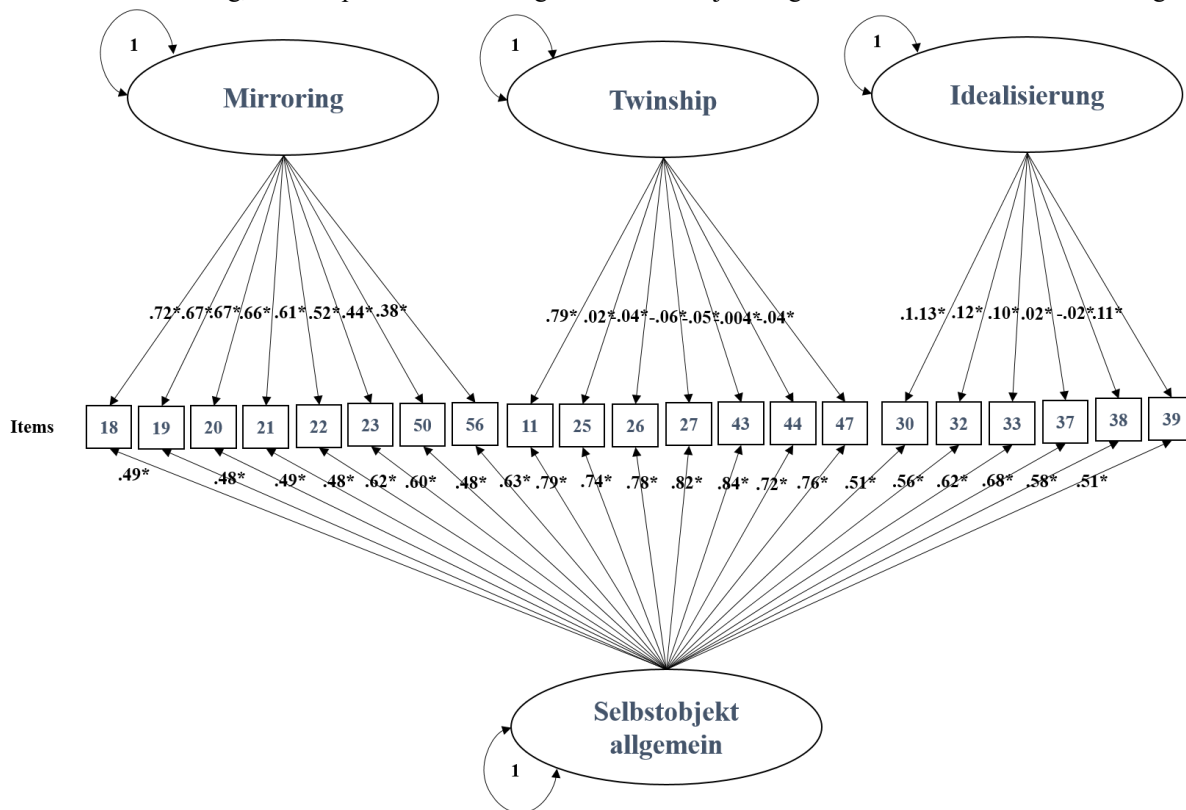 1
1
1
Mirroring
Twinship
Idealisierung
.72* .67* .67* .66* .61* .52* .44* .38*
.79* .02* -.04* -.06* -.05* -.004* -.04*
.1.13* .12* .10* .02* -.02* .11*
Items 18 19 20 21 22 23 50 56 11 25 26 27 43 44 47 30 32 33 37 38 39
.49* .48* .49* .48* .62* .60* .48* .63* .79* .74* .78* .82* .84* .72* .76* .51* .56* .62* .68* .58* .51*
Selbstobjekt
allgemein
1